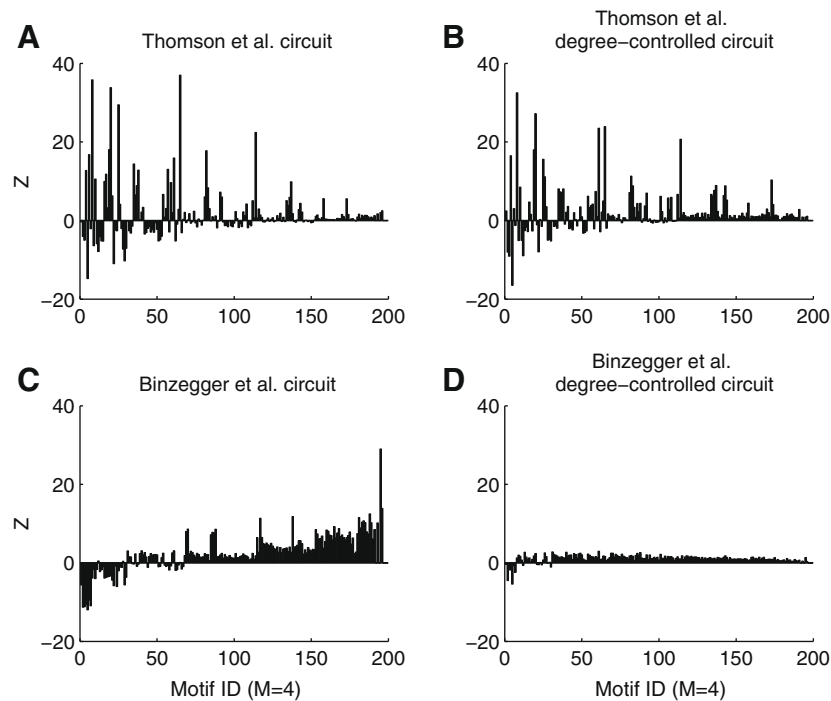 A
Thomson et al. circuit
B
Thomson et al.
degree−controlled circuit
Z
40
20
0
−20
0
50
100
150
200
40
20
0
−20
0
50
100
150
200
C
Binzegger et al. circuit
D
Binzegger et al.
degree−controlled circuit
Z
40
20
0
−20
0
50
100
150
200
Motif ID (M=4)
40
20
0
−20
0
50
100
150
200
Motif ID (M=4)